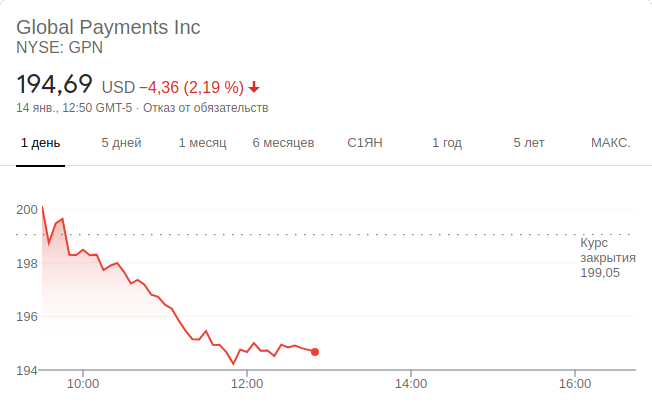 Global Payments Inc
NYSE: GPN
194,69 USD −4,36 (2,19 %)
14 янв., 12:50 GMT-5 · Отказ от обязательств
1 день 5 дней 1 месяц 6 месяцев С1ЯН 1 год 5 лет МАКС.
200
Курс
закрытия
199,05
198
196
194
10:00 12:00 14:00 16:00